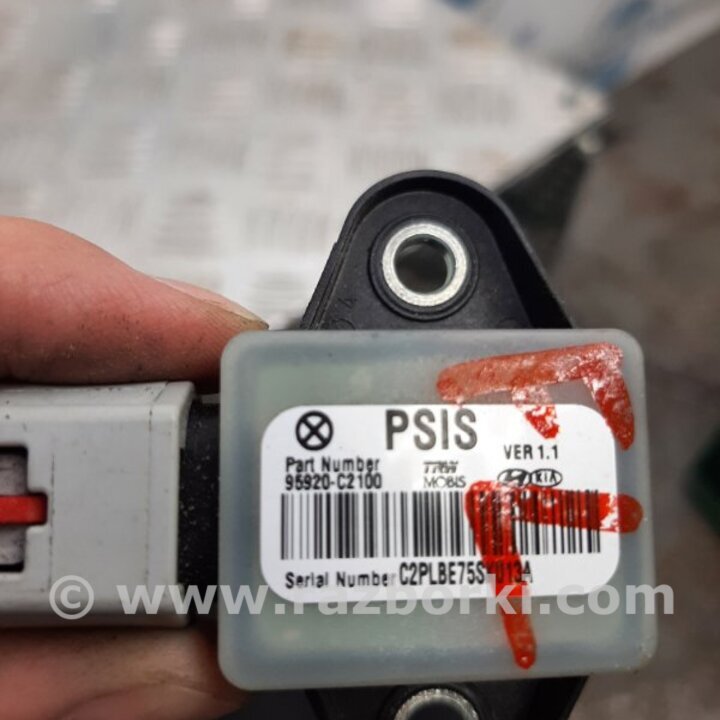 PSIS
VER 1.1
Part Number
95920-C2100
TRW
MOBIS
KIA
Serial Number
© www.razborki.com